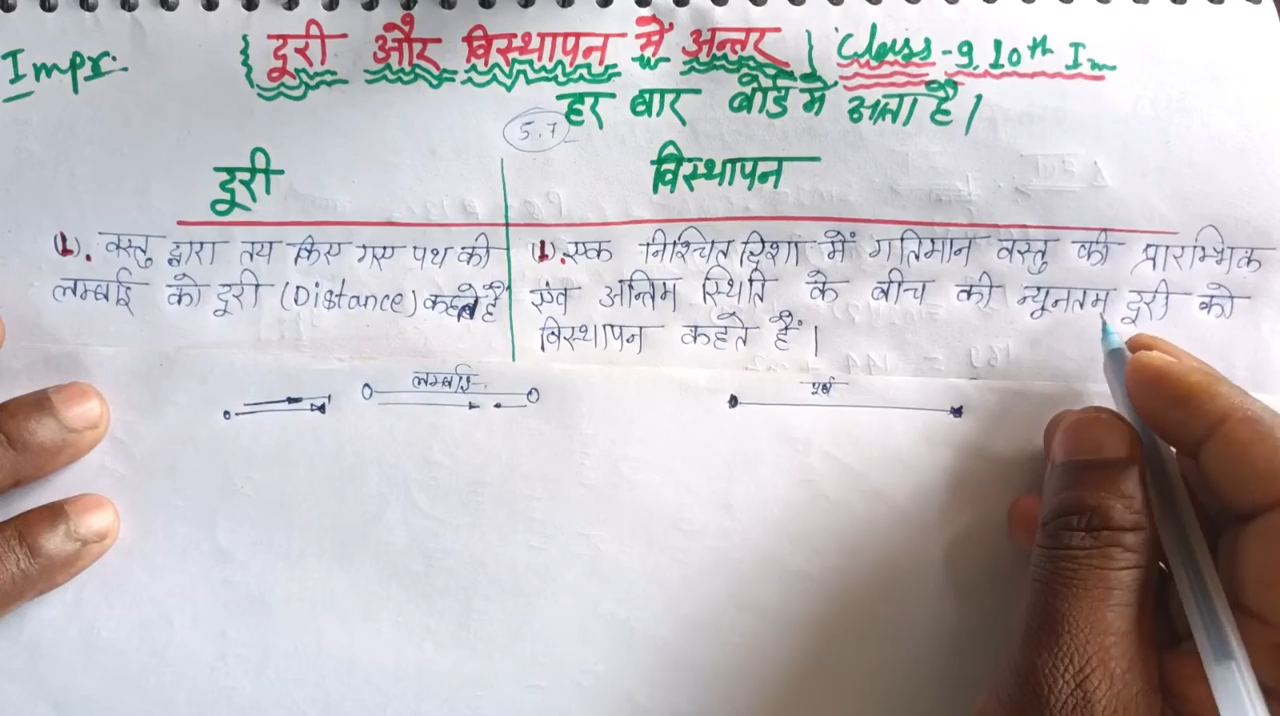 Impr. { दूरी और विस्थापन में अन्तर } Class - 9, 10th Im
हर बार बोर्ड मे आता है।
5.7
दूरी
विस्थापन
1). वस्तु द्वारा तय किए गए पथ की
लम्बाई को दूरी (Distance) कहते है
1). एक निश्चित दिशा में गतिमान वस्तु की प्रारम्भिक
एवं अन्तिम स्थिति के बीच की न्यूनतम दूरी को
विस्थापन कहते हैं।
लम्बाई
पूर्व